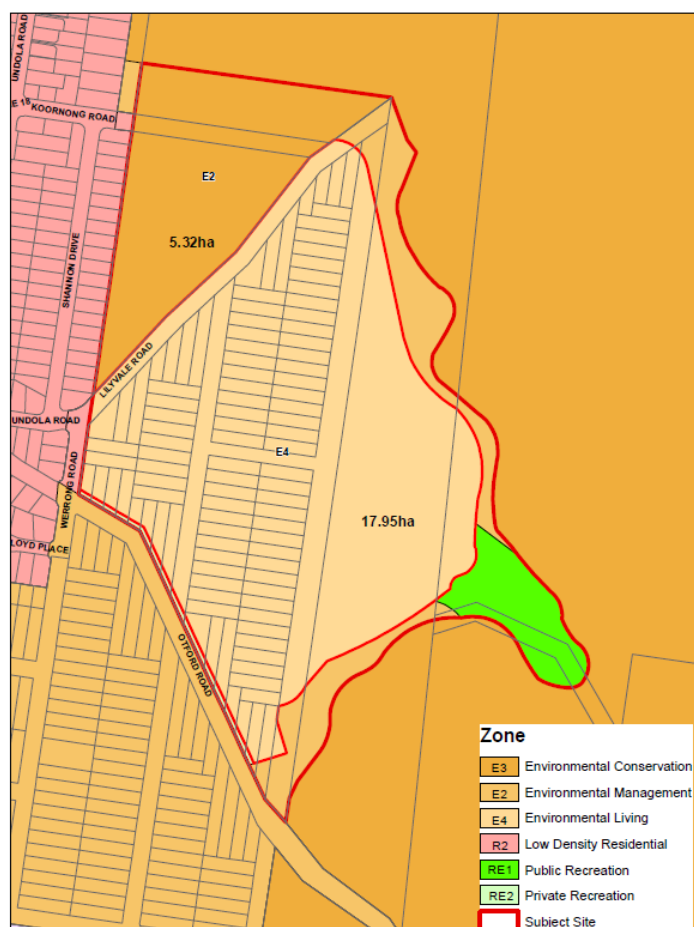 UNDOLA ROAD
E 18
KOORNONG ROAD
E2
5.32ha
SHANNON DRIVE
LILYVALE ROAD
UNDOLA ROAD
E4
WERRONG ROAD
17.95ha
LOYD PLACE
OTFORD ROAD
Zone
E3 Environmental Conservation
E2 Environmental Management
E4 Environmental Living
R2 Low Density Residential
RE1 Public Recreation
RE2 Private Recreation
Subject Site